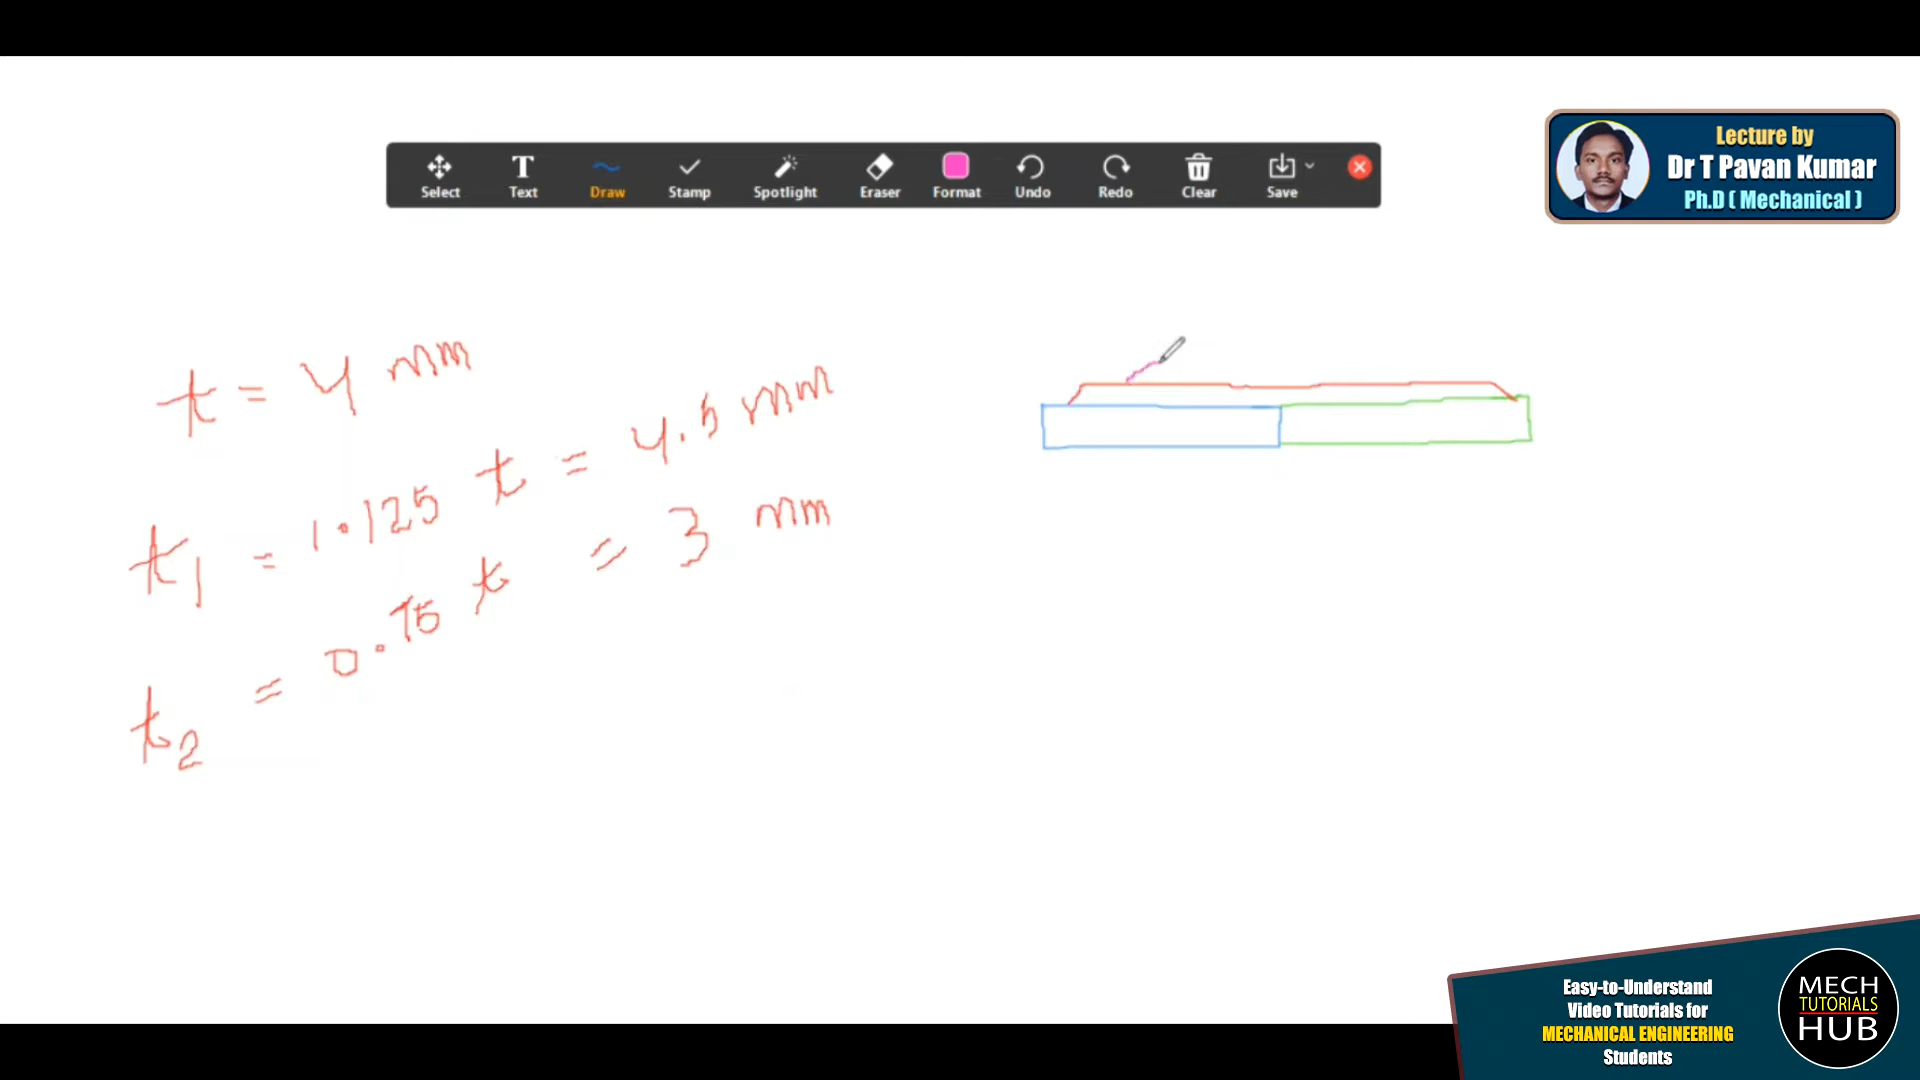 Select Text Draw Stamp Spotlight Eraser Format Undo Redo Clear Save
Lecture by
Dr T Pavan Kumar
Ph.D ( Mechanical )
t = 4 mm
t1 = 1.125 t = 4.5 mm
t2 = 0.75 t = 3 mm
Easy-to-Understand
Video Tutorials for
MECHANICAL ENGINEERING
Students
MECH
TUTORIALS
HUB